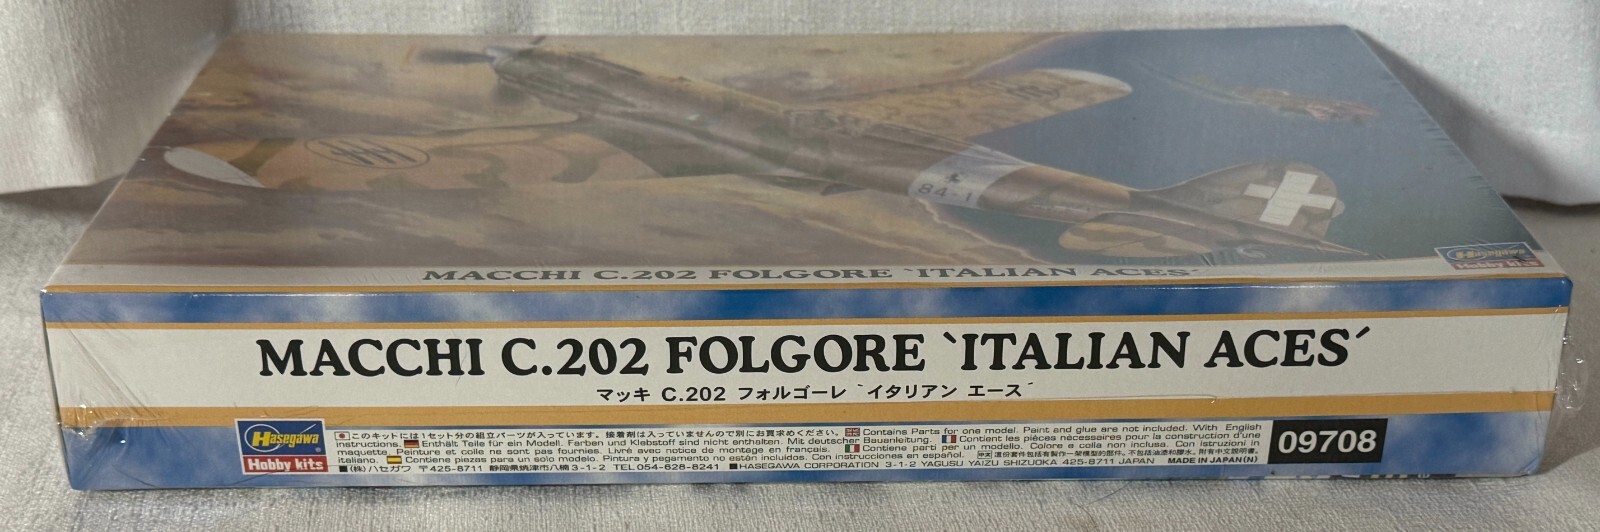 84-1
MACCHI C.202 FOLGORE `ITALIAN ACES´
Hasegawa
Hobby kits
MACCHI C.202 FOLGORE `ITALIAN ACES´
マッキ C.202 フォルゴーレ `イタリアン エース´
Hasegawa
Hobby kits
このキットには1セット分の組立パーツが入っています。接着剤は入っていませんので別にお買求めください。 Contains Parts for one model. Paint and glue are not included. With English
instructions. Enthält Teile für ein Modell. Farben und Klebstoff sind nicht enthalten. Mit deutscher Bauanleitung. Contient les pièces nécessaires pour la construction d'une
maquette. Peinture et colle ne sont pas fournies. Livré avec notice de montage en français. Contiene parti per un modello. Colore a colla non inclusa. Con istruzioni in
italiano. Contiene piezas para un solo modelo. Pintura y pegamento no están incluidos. Instrucciones en español. 中文
■(株)ハセガワ 〒425-8711 静岡県焼津市八楠3-1-2 TEL 054-628-8241 ■HASEGAWA CORPORATION 3-1-2 YAGUSU YAIZU SHIZUOKA 425-8711 JAPAN MADE IN JAPAN(N)
09708